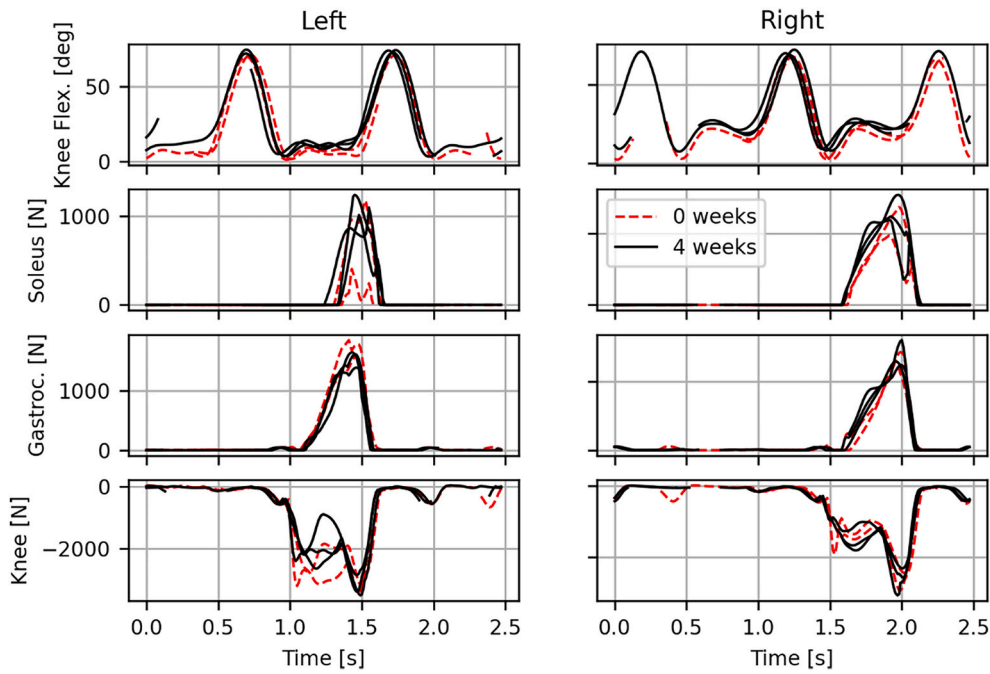 Left
Right
Knee Flex. [deg]
50
0
Soleus [N]
1000
0
0 weeks
4 weeks
Gastroc. [N]
1000
0
Knee [N]
0
−2000
0.0 0.5 1.0 1.5 2.0 2.5
0.0 0.5 1.0 1.5 2.0 2.5
Time [s]
Time [s]